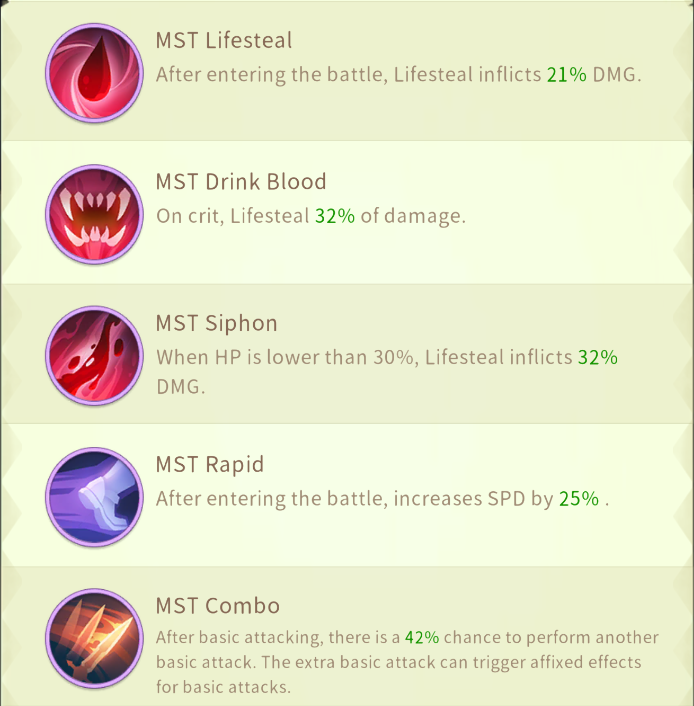 MST Lifesteal
After entering the battle, Lifesteal inflicts 21% DMG.
MST Drink Blood
On crit, Lifesteal 32% of damage.
MST Siphon
When HP is lower than 30%, Lifesteal inflicts 32%
DMG.
MST Rapid
After entering the battle, increases SPD by 25% .
MST Combo
After basic attacking, there is a 42% chance to perform another
basic attack. The extra basic attack can trigger affixed effects
for basic attacks.